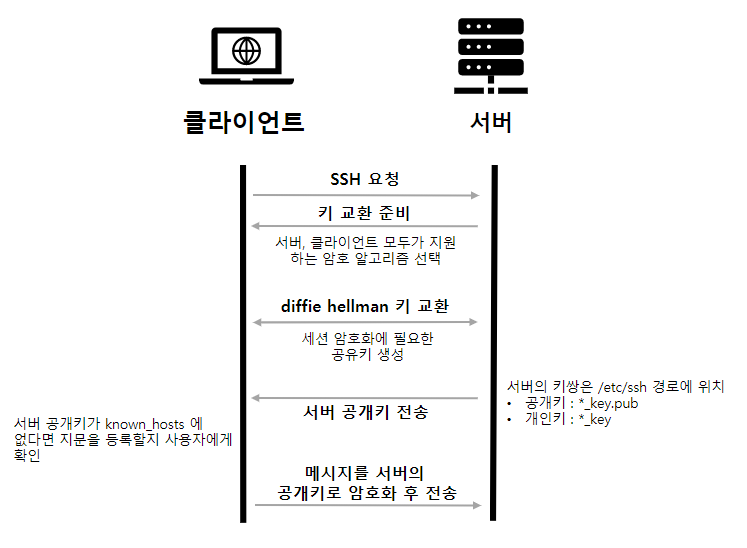 클라이언트
서버
SSH 요청
키 교환 준비
서버, 클라이언트 모두가 지원
하는 암호 알고리즘 선택
diffie hellman 키 교환
세션 암호화에 필요한
공유키 생성
서버의 키쌍은 /etc/ssh 경로에 위치
• 공개키 : *_key.pub
• 개인키 : *_key
서버 공개키 전송
서버 공개키가 known_hosts 에
없다면 지문을 등록할지 사용자에게
확인
메시지를 서버의
공개키로 암호화 후 전송